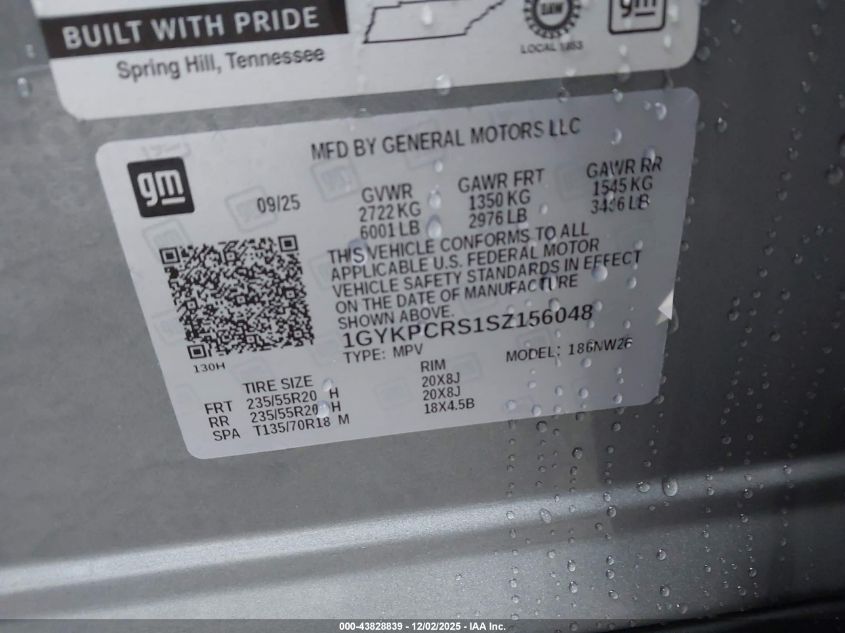 BUILT WITH PRIDE
Spring Hill, Tennessee
UAW
LOCAL 1853
gm
MFD BY GENERAL MOTORS LLC
gm
09/25
GVWR
2722 KG
6001 LB
GAWR FRT
1350 KG
2976 LB
GAWR RR
1545 KG
3406 LB
THIS VEHICLE CONFORMS TO ALL
APPLICABLE U.S. FEDERAL MOTOR
VEHICLE SAFETY STANDARDS IN EFFECT
ON THE DATE OF MANUFACTURE
SHOWN ABOVE.
1GYKPCRS1SZ156048
TYPE: MPV
MODEL: 186NW26
130H
TIRE SIZE
RIM
FRT 235/55R20 H 20X8J
RR 235/55R20 H 20X8J
SPA T135/70R18 M 18X4.5B
000-43828839 - 12/02/2025 - IAA Inc.